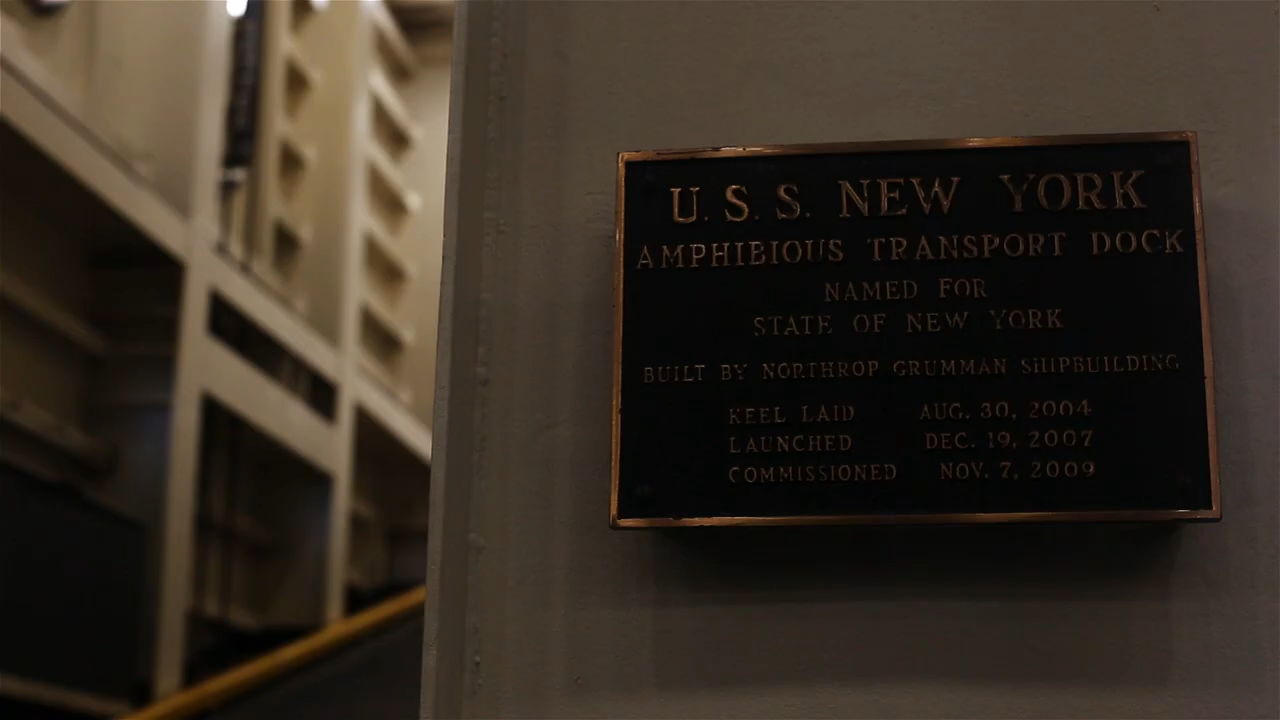 U.S.S. NEW YORK
AMPHIBIOUS TRANSPORT DOCK
NAMED FOR
STATE OF NEW YORK
BUILT BY NORTHROP GRUMMAN SHIPBUILDING
KEEL LAID AUG. 30, 2004
LAUNCHED DEC. 19, 2007
COMMISSIONED NOV. 7, 2009